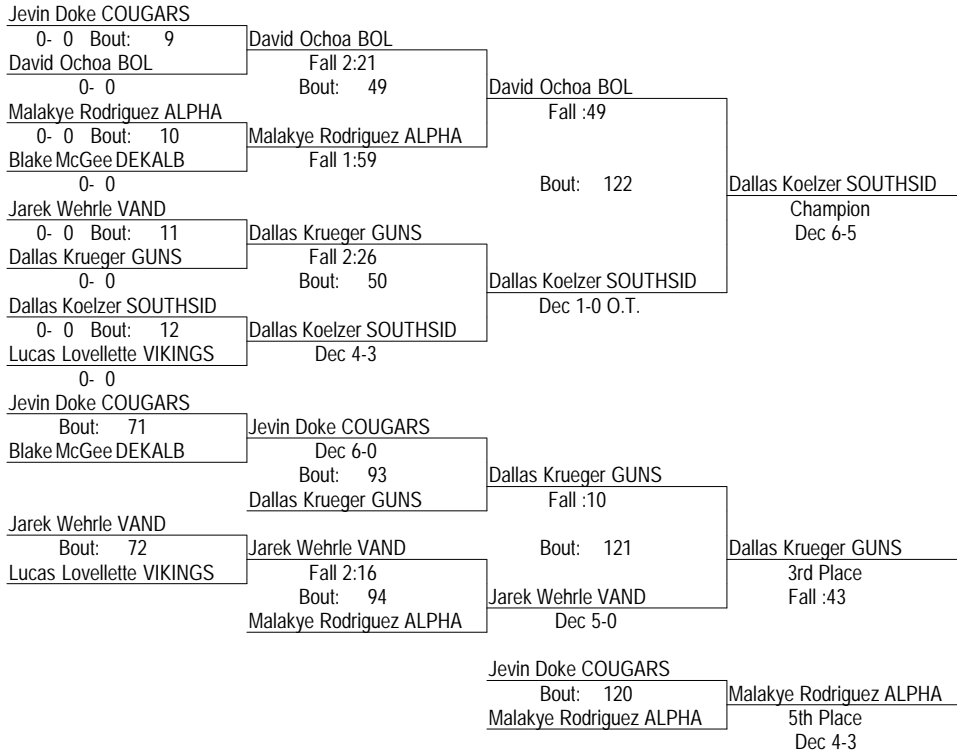 Jevin Doke COUGARS
0- 0 Bout: 9
David Ochoa BOL
David Ochoa BOL
Fall 2:21
0- 0
Bout: 49
David Ochoa BOL
Malakye Rodriguez ALPHA
Fall :49
0- 0 Bout: 10
Malakye Rodriguez ALPHA
Blake McGee DEKALB
Fall 1:59
0- 0
Bout: 122
Dallas Koelzer SOUTHSID
Jarek Wehrle VAND
Champion
0- 0 Bout: 11
Dallas Krueger GUNS
Dec 6-5
Dallas Krueger GUNS
Fall 2:26
0- 0
Bout: 50
Dallas Koelzer SOUTHSID
Dallas Koelzer SOUTHSID
Dec 1-0 O.T.
0- 0 Bout: 12
Dallas Koelzer SOUTHSID
Lucas Lovellette VIKINGS
Dec 4-3
0- 0
Jevin Doke COUGARS
Bout: 71
Jevin Doke COUGARS
Blake McGee DEKALB
Dec 6-0
Bout: 93
Dallas Krueger GUNS
Dallas Krueger GUNS
Fall :10
Jarek Wehrle VAND
Bout: 72
Jarek Wehrle VAND
Bout: 121
Dallas Krueger GUNS
Lucas Lovellette VIKINGS
Fall 2:16
3rd Place
Bout: 94
Jarek Wehrle VAND
Fall :43
Malakye Rodriguez ALPHA
Dec 5-0
Jevin Doke COUGARS
Bout: 120
Malakye Rodriguez ALPHA
Malakye Rodriguez ALPHA
5th Place
Dec 4-3